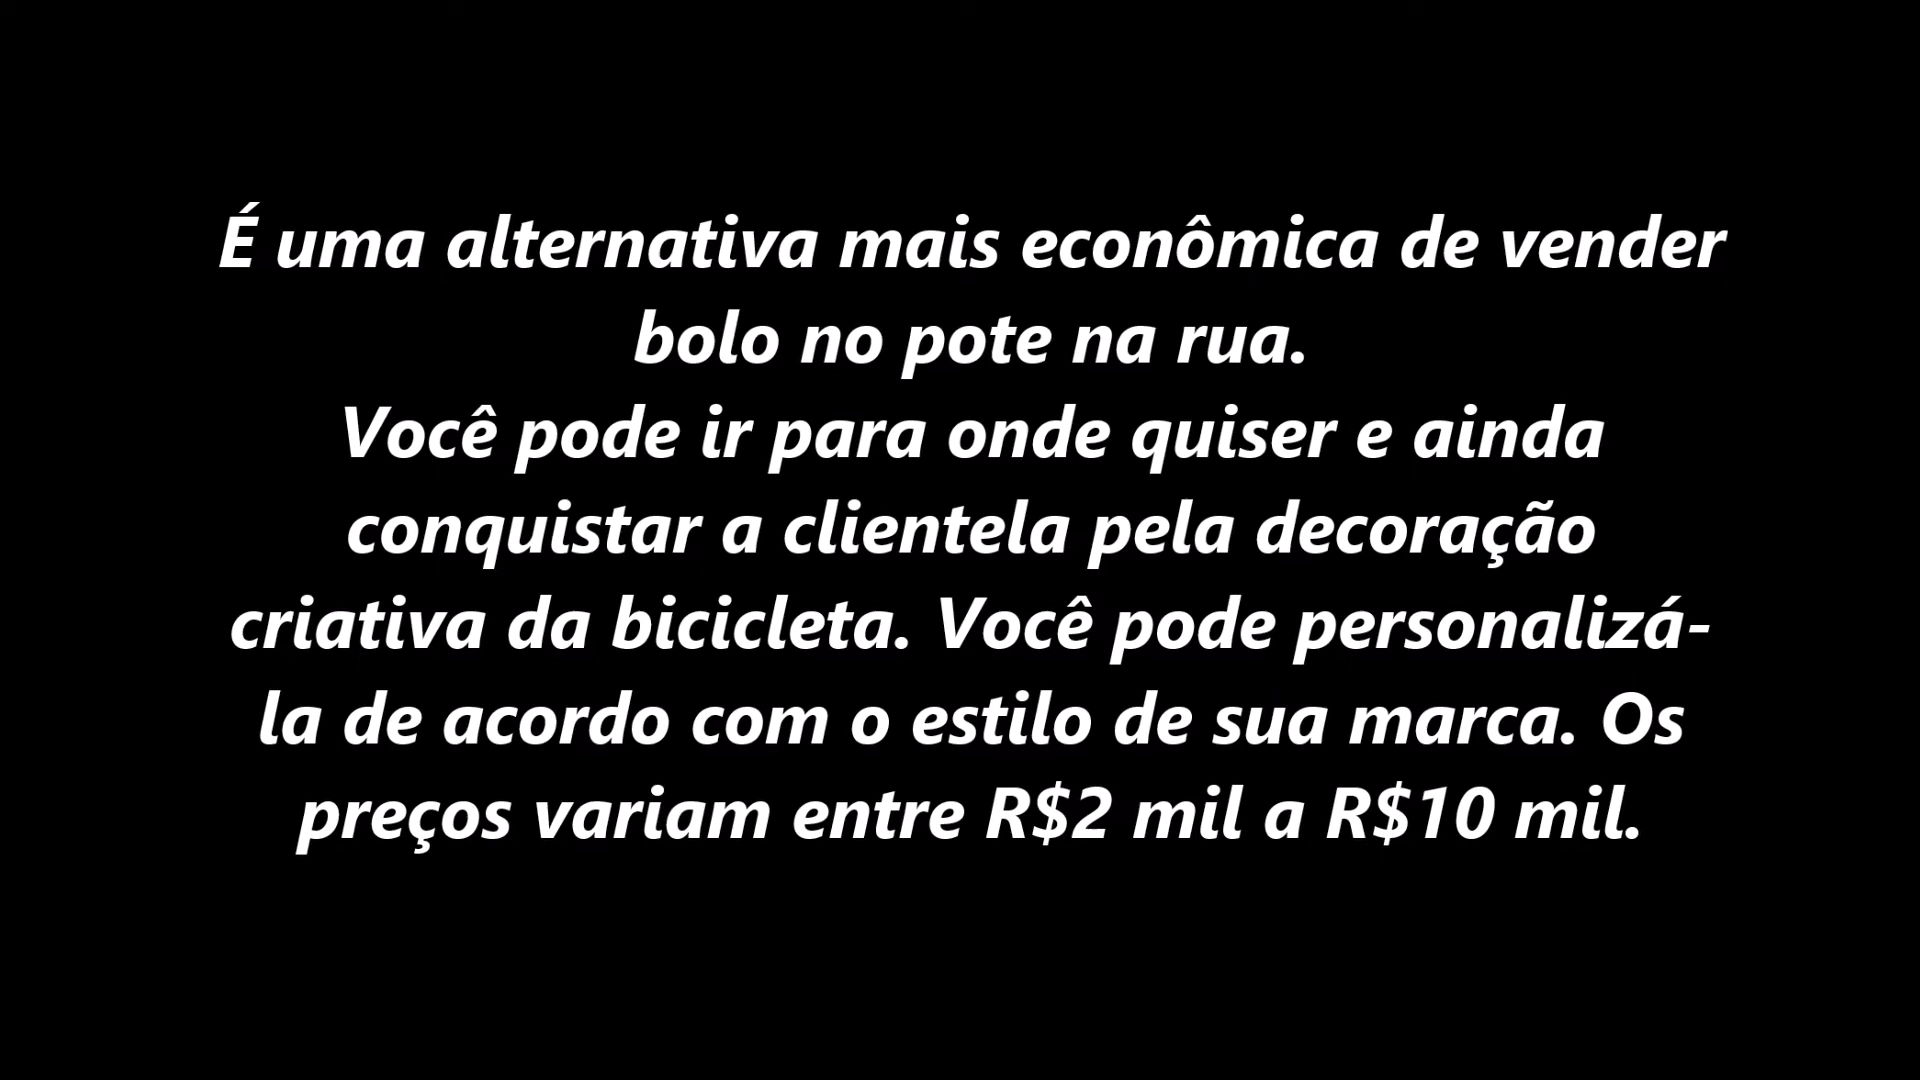 É uma alternativa mais econômica de vender
bolo no pote na rua.
Você pode ir para onde quiser e ainda
conquistar a clientela pela decoração
criativa da bicicleta. Você pode personalizá-
la de acordo com o estilo de sua marca. Os
preços variam entre R$2 mil a R$10 mil.